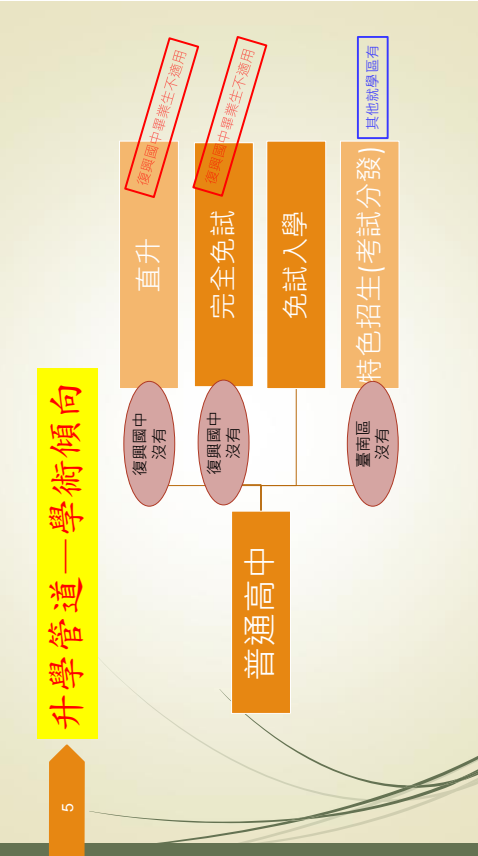 5
升學管道—學術傾向
普通高中
復興國中
沒有
直升
復興國中畢業生不適用
復興國中
沒有
完全免試
復興國中畢業生不適用
免試入學
臺南區
沒有
特色招生(考試分發)
其他就學區有